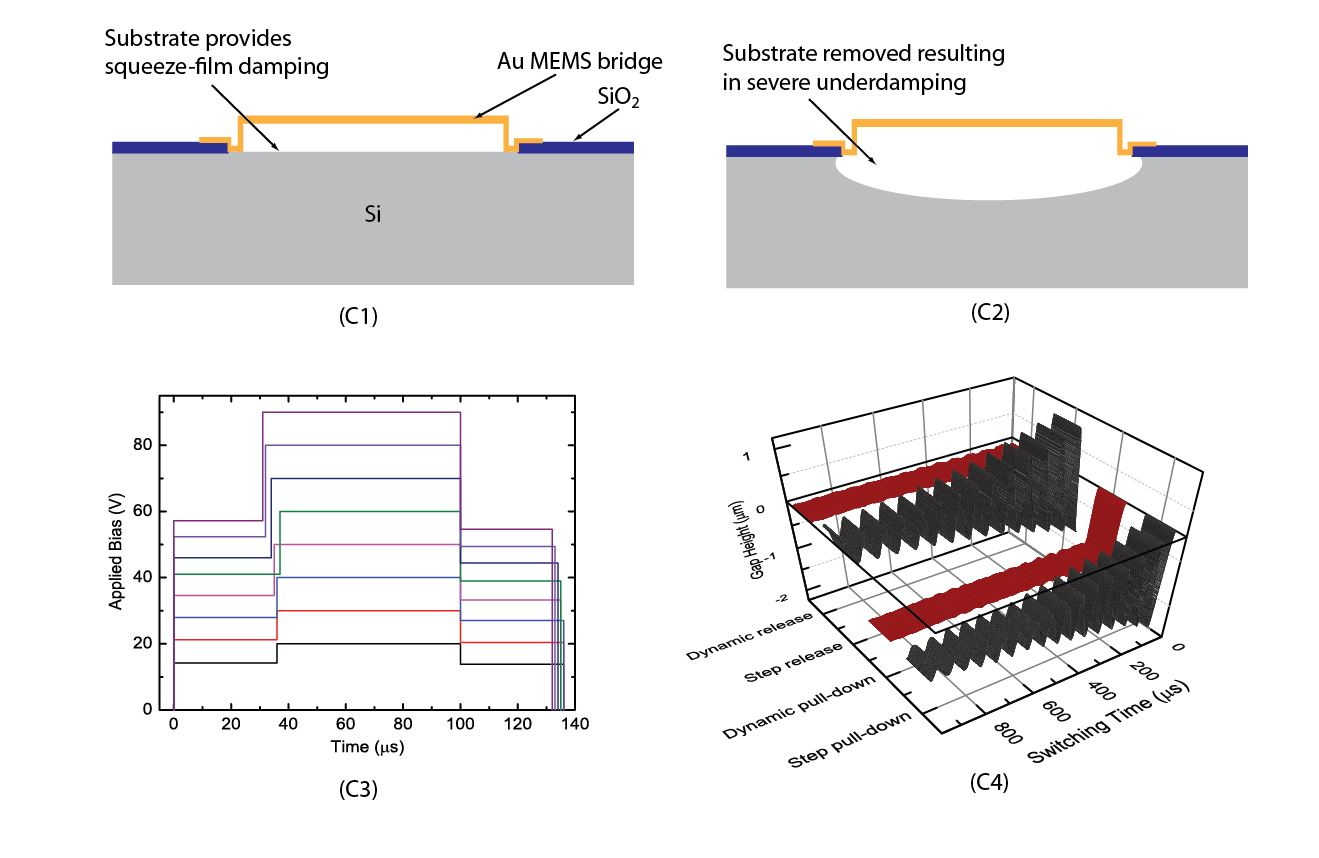 Substrate provides
squeeze-film damping
Au MEMS bridge
SiO₂
Si
(C1)
Substrate removed resulting
in severe underdamping
(C2)
Applied Bias (V)
80
60
40
20
0
0 20 40 60 80 100 120 140
Time (μs)
(C3)
Gap Height (μm)
1
0
-1
-2
Dynamic release
Step release
Dynamic pull-down
Step pull-down
800
600
400
200
0
Switching Time (μs)
(C4)